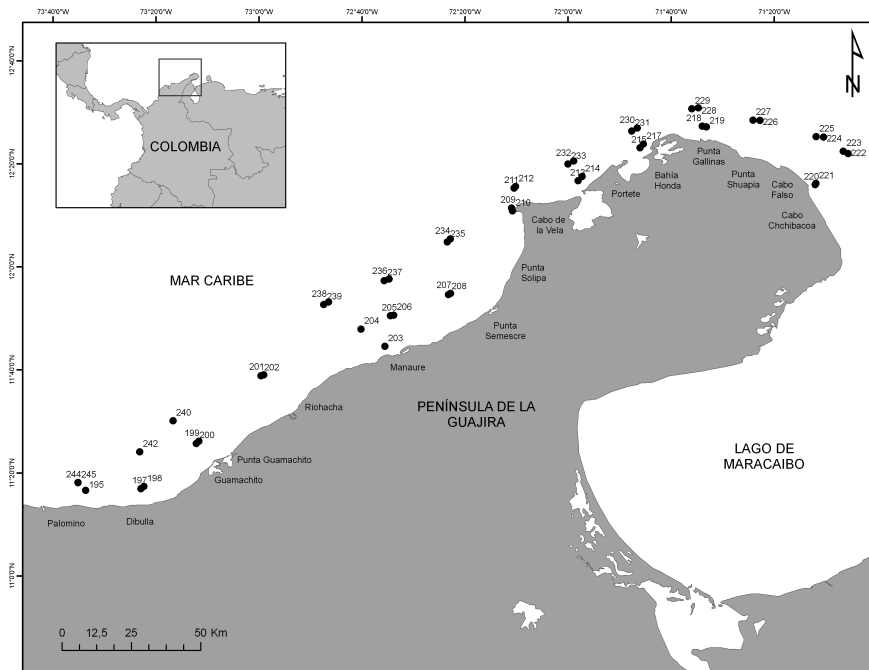 73°40'0"W
73°20'0"W
73°0'0"W
72°40'0"W
72°20'0"W
72°0'0"W
71°40'0"W
71°20'0"W
12°40'0"N
12°20'0"N
12°0'0"N
11°40'0"N
11°20'0"N
11°0'0"N
N
COLOMBIA
MAR CARIBE
PENÍNSULA DE LA
GUAJIRA
LAGO DE
MARACAIBO
229
228
218
219
227
226
225
224
223
222
220
221
230
231
215
217
232
233
213
214
211
212
209
210
234
235
236
237
238
239
207
208
205
206
204
203
201
202
240
199
200
242
244
245
195
197
198
Punta
Gallinas
Punta
Shuapia
Cabo
Falso
Cabo
Chchibacoa
Bahía
Honda
Portete
Cabo de
la Vela
Punta
Solipa
Punta
Semescre
Manaure
Riohacha
Punta Guamachito
Guamachito
Dibulla
Palomino
0 12,5 25 50 Km